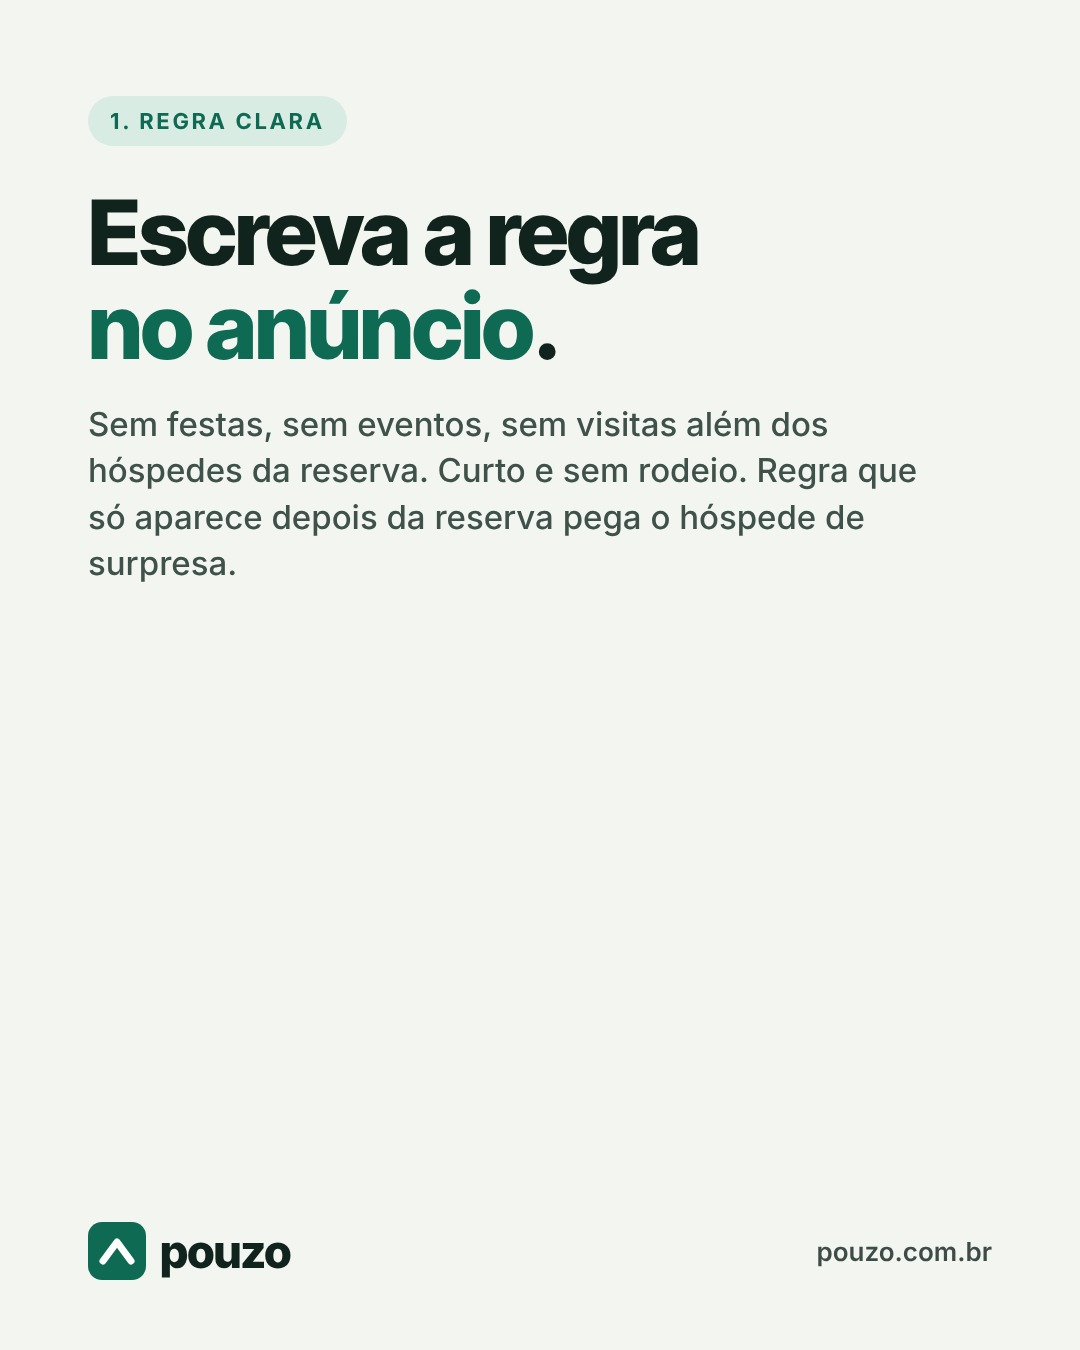 1. REGRA CLARA
Escreva a regra
no anúncio.
Sem festas, sem eventos, sem visitas além dos
hóspedes da reserva. Curto e sem rodeio. Regra que
só aparece depois da reserva pega o hóspede de
surpresa.
pouzo
pouzo.com.br